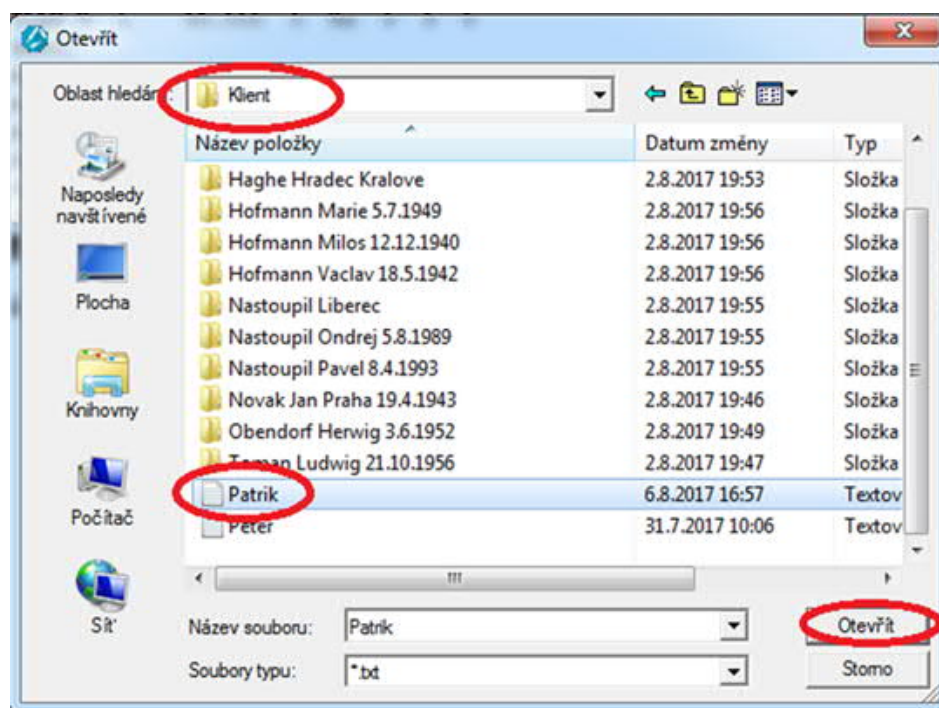 Otevřít
Oblast hledání: Klient
Název položky Datum změny Typ
Haghe Hradec Kralove 2.8.2017 19:53 Složka
Hofmann Marie 5.7.1949 2.8.2017 19:56 Složka
Hofmann Milos 12.12.1940 2.8.2017 19:56 Složka
Hofmann Vaclav 18.5.1942 2.8.2017 19:56 Složka
Nastoupil Liberec 2.8.2017 19:55 Složka
Nastoupil Ondrej 5.8.1989 2.8.2017 19:55 Složka
Nastoupil Pavel 8.4.1993 2.8.2017 19:55 Složka
Novak Jan Praha 19.4.1943 2.8.2017 19:46 Složka
Obendorf Herwig 3.6.1952 2.8.2017 19:49 Složka
Toman Ludwig 21.10.1956 2.8.2017 19:47 Složka
Patrik 6.8.2017 16:57 Textov
Peter 31.7.2017 10:06 Textov
Naposledy
navštívené
Plocha
Knihovny
Počítač
Síť
Název souboru: Patrik Otevřít
Soubory typu: *.txt Storno